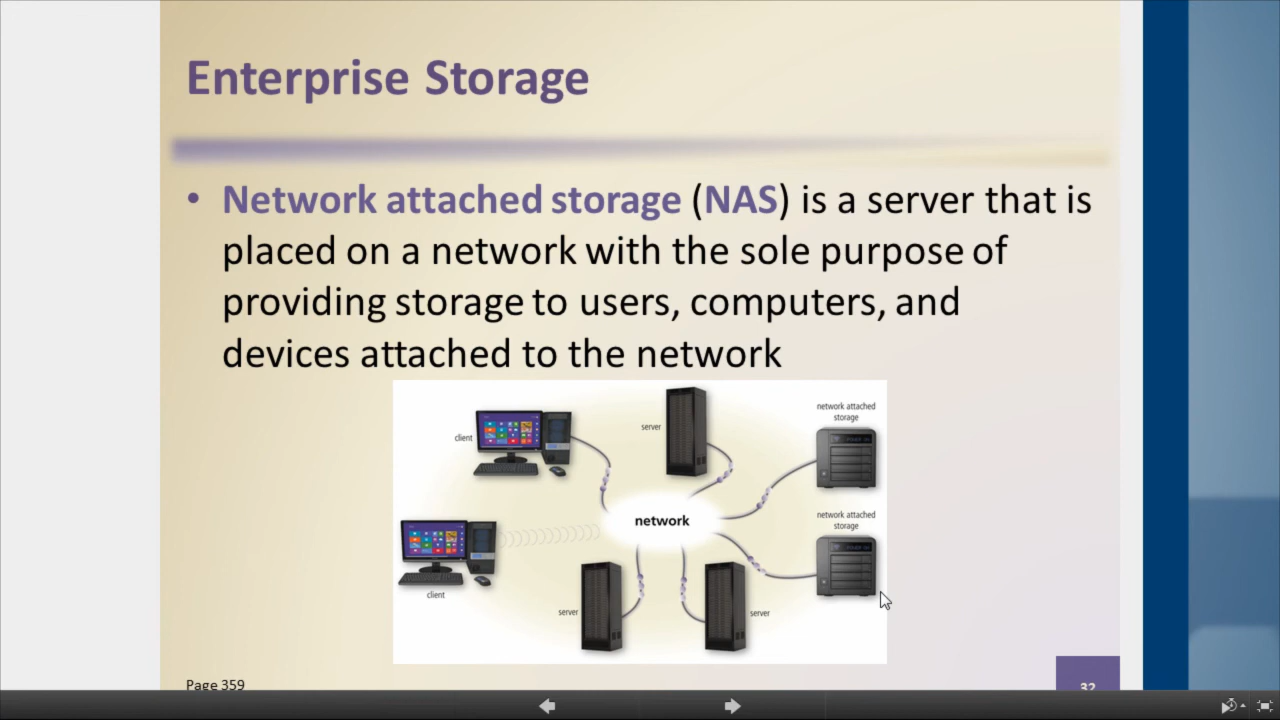 Enterprise Storage
• Network attached storage (NAS) is a server that is
placed on a network with the sole purpose of
providing storage to users, computers, and
devices attached to the network
network attached
storage
server
client
network attached
storage
network
client
server
server
Page 359
32